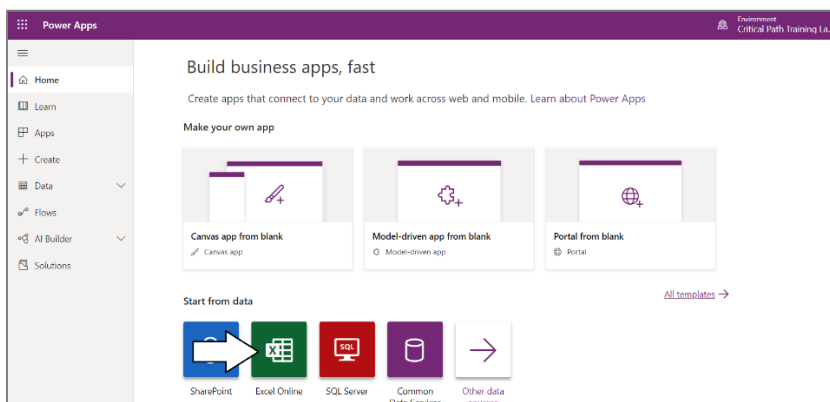 Power Apps
Environment
Critical Path Training La...
Home
Learn
Apps
Create
Data
Flows
AI Builder
Solutions
Build business apps, fast
Create apps that connect to your data and work across web and mobile. Learn about Power Apps
Make your own app
Canvas app from blank
Canvas app
Model-driven app from blank
Model-driven app
Portal from blank
Portal
Start from data
All templates
SQL
SharePoint
Excel Online
SQL Server
Common
Data Services
Other data
sources